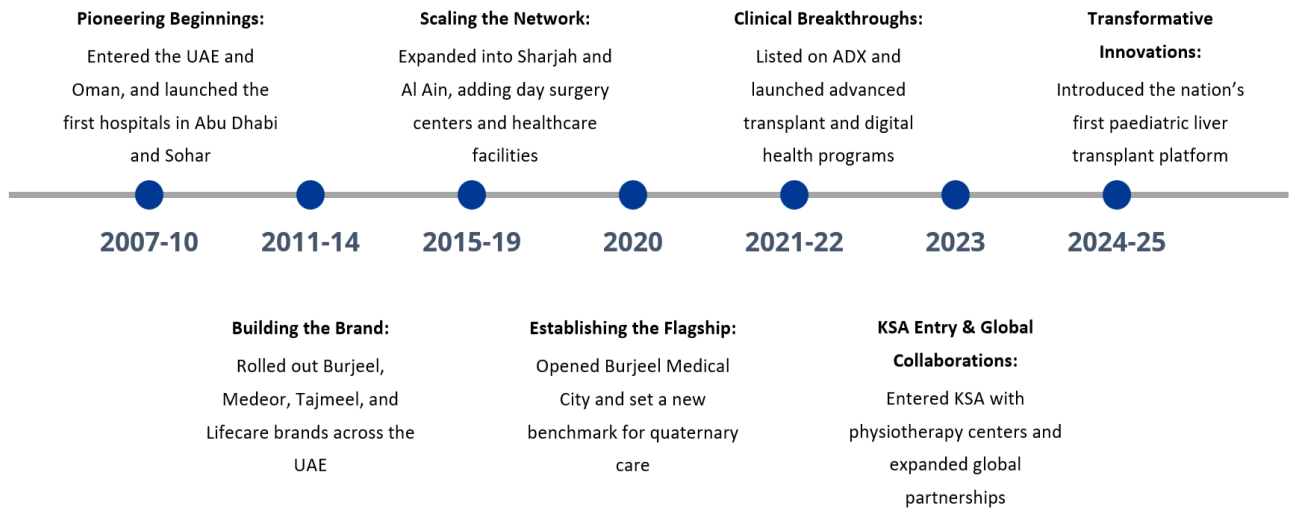 Pioneering Beginnings:
Entered the UAE and
Oman, and launched the
first hospitals in Abu Dhabi
and Sohar
Scaling the Network:
Expanded into Sharjah and
Al Ain, adding day surgery
centers and healthcare
facilities
Clinical Breakthroughs:
Listed on ADX and
launched advanced
transplant and digital
health programs
Transformative
Innovations:
Introduced the nation’s
first paediatric liver
transplant platform
2007-10
2011-14
2015-19
2020
2021-22
2023
2024-25
Building the Brand:
Rolled out Burjeel,
Medeor, Tajmeel, and
Lifecare brands across the
UAE
Establishing the Flagship:
Opened Burjeel Medical
City and set a new
benchmark for quaternary
care
KSA Entry & Global
Collaborations:
Entered KSA with
physiotherapy centers and
expanded global
partnerships